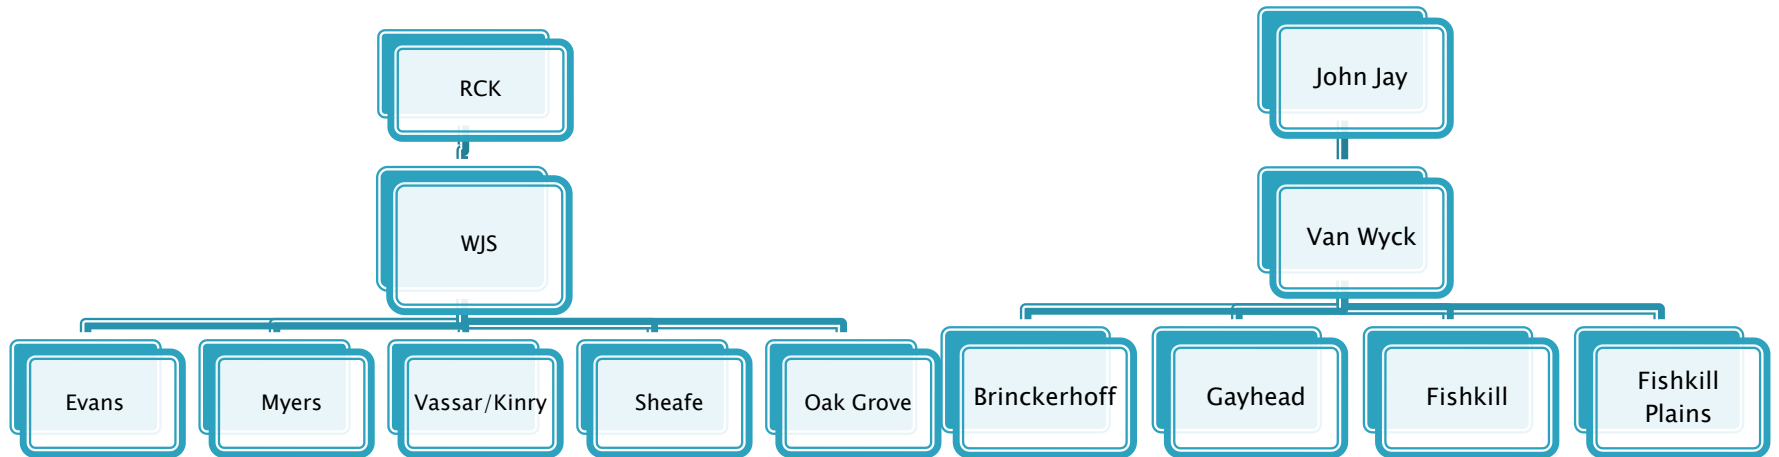 RCK
WJS
Evans
Myers
Vassar/Kinry
Sheafe
Oak Grove
John Jay
Van Wyck
Brinckerhoff
Gayhead
Fishkill
Fishkill
Plains